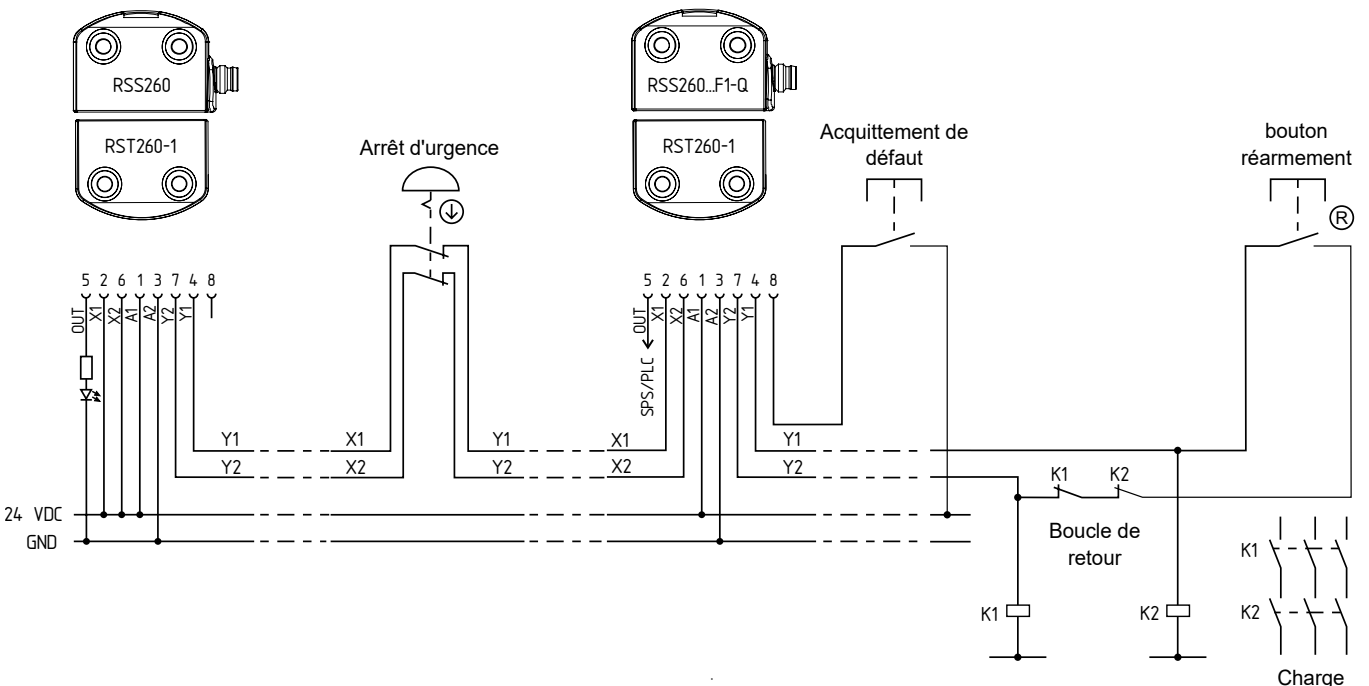 RSS260
RST260-1
Arrêt d'urgence
RSS260...F1-Q
RST260-1
Acquittement de
défaut
bouton
réarmement
R
5 2 6 1 3 7 4 8
OUT X1 X2 A1 A2 Y2 Y1
5 2 6 1 3 7 4 8
OUT X1 X2 A1 A2 Y2 Y1
SPS/PLC
Y1 X1 Y1 X1 Y1
Y2 X2 Y2 X2 Y2
K1 K2
24 VDC
GND
Boucle de
retour
K1
K1 K2 K2
Charge